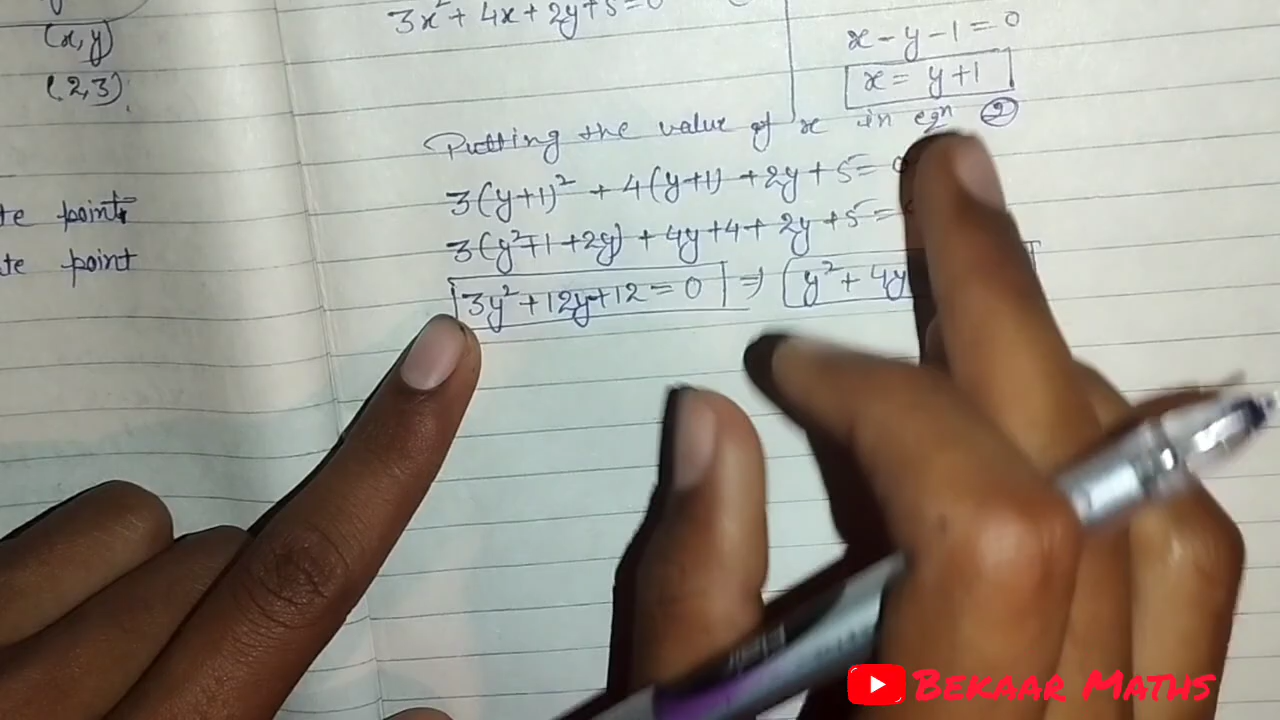 (x, y)
(2,3)
te point
te point
3x² + 4x + 2y + 5 = 0
x - y - 1 = 0
x = y + 1
Putting the value of x in eqⁿ ②
3(y+1)² + 4(y+1) + 2y + 5 = 0
3(y²+1+2y) + 4y+4+ 2y+5 =
3y² + 12y + 12 = 0 ⇒ y² + 4y
BEKAAR MATHS